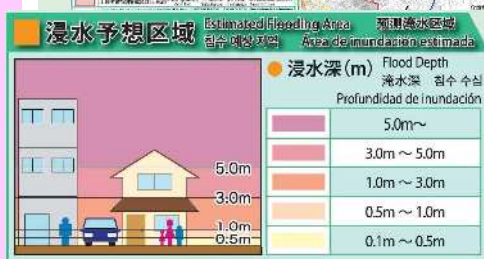 浸水予想区域 Estimated Flooding Area 预测淹水区域
침수 예상 지역 Área de inundación estimada
浸水深(m) Flood Depth
淹水深 침수 수심
Profundidad de inundación
5.0m～
3.0m ～ 5.0m
1.0m ～ 3.0m
0.5m ～ 1.0m
0.1m ～ 0.5m
5.0m
3.0m
1.0m
0.5m